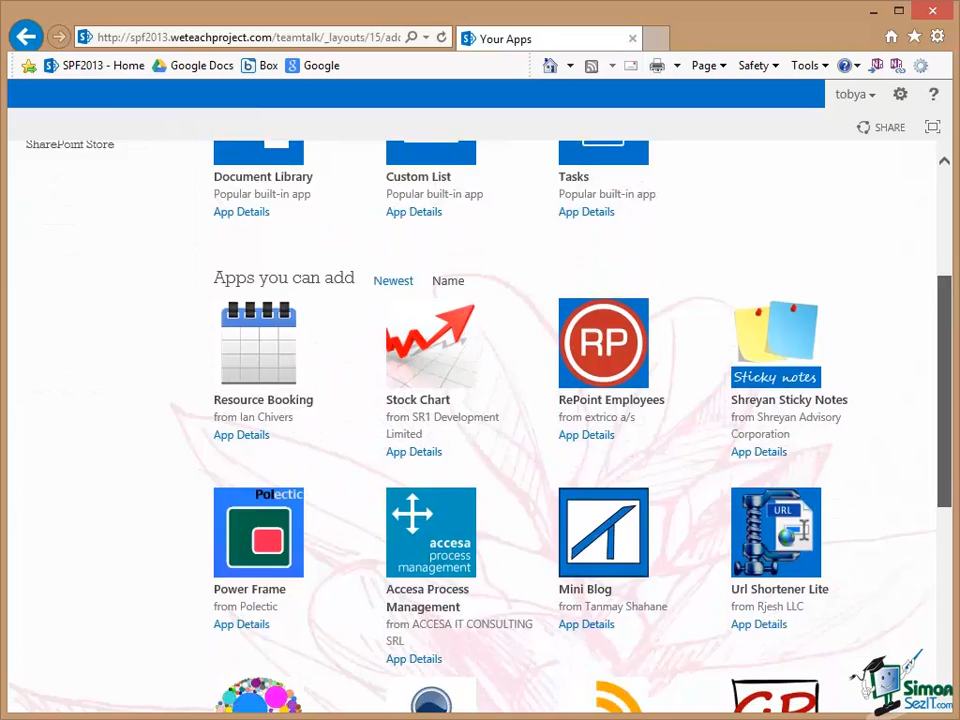 http://spf2013.weteachproject.com/teamtalk/_layouts/15/add
Your Apps
SPF2013 - Home
Google Docs
Box
Google
Page
Safety
Tools
tobya
SHARE
SharePoint Store
Document Library
Custom List
Tasks
Popular built-in app
Popular built-in app
Popular built-in app
App Details
App Details
App Details
Apps you can add
Newest
Name
RP
Sticky notes
Resource Booking
Stock Chart
RePoint Employees
Shreyan Sticky Notes
from Ian Chivers
from SR1 Development
Limited
from extrico a/s
from Shreyan Advisory
Corporation
App Details
App Details
App Details
App Details
Polectic
accesa
process
management
URL
Power Frame
Accesa Process
Management
Mini Blog
Url Shortener Lite
from Polectic
from ACCESA IT CONSULTING
SRL
from Tanmay Shahane
from Rjesh LLC
App Details
App Details
App Details
App Details
Simon
SezIT.com